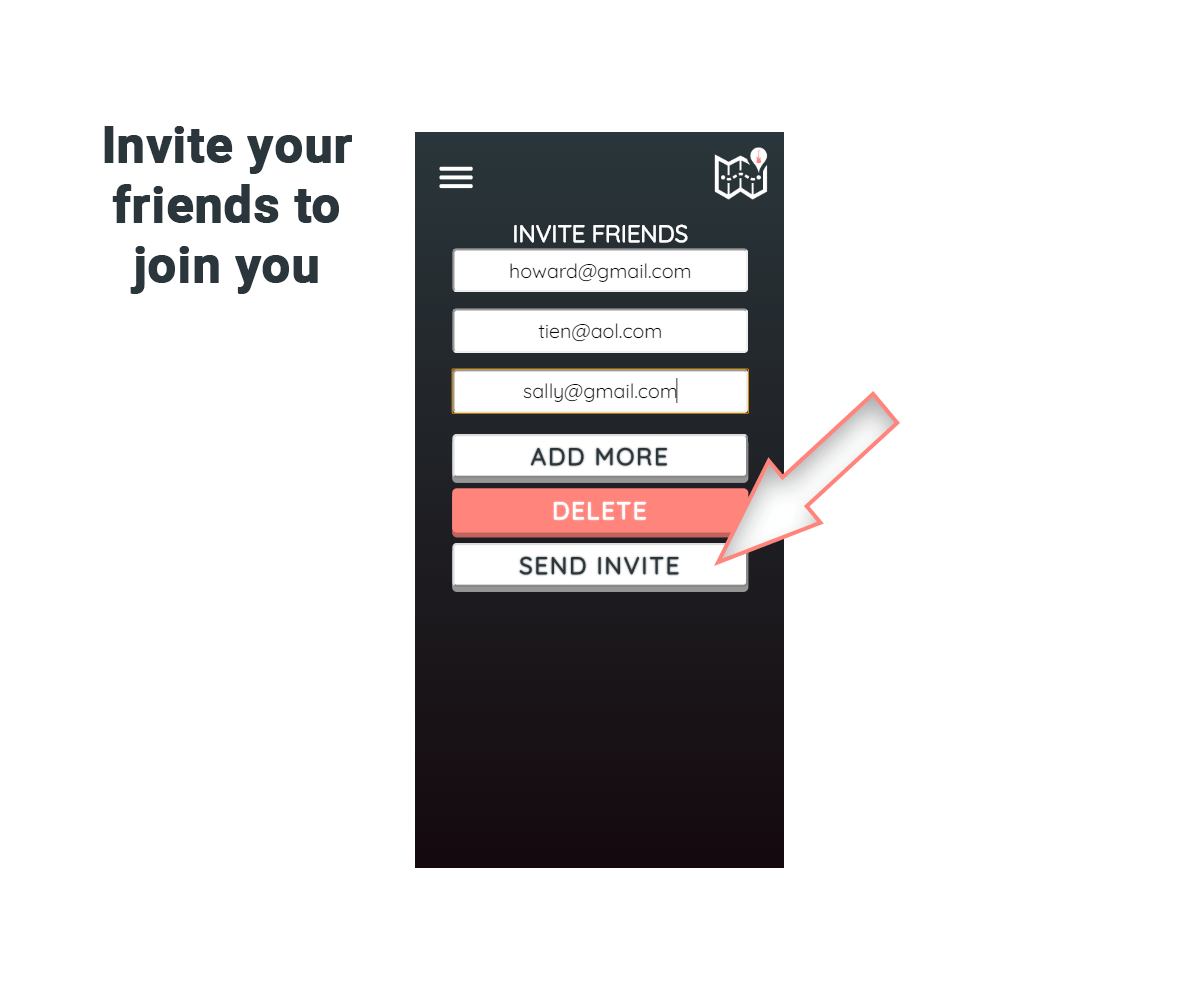 Invite your
friends to
join you
INVITE FRIENDS
howard@gmail.com
tien@aol.com
sally@gmail.com
ADD MORE
DELETE
SEND INVITE